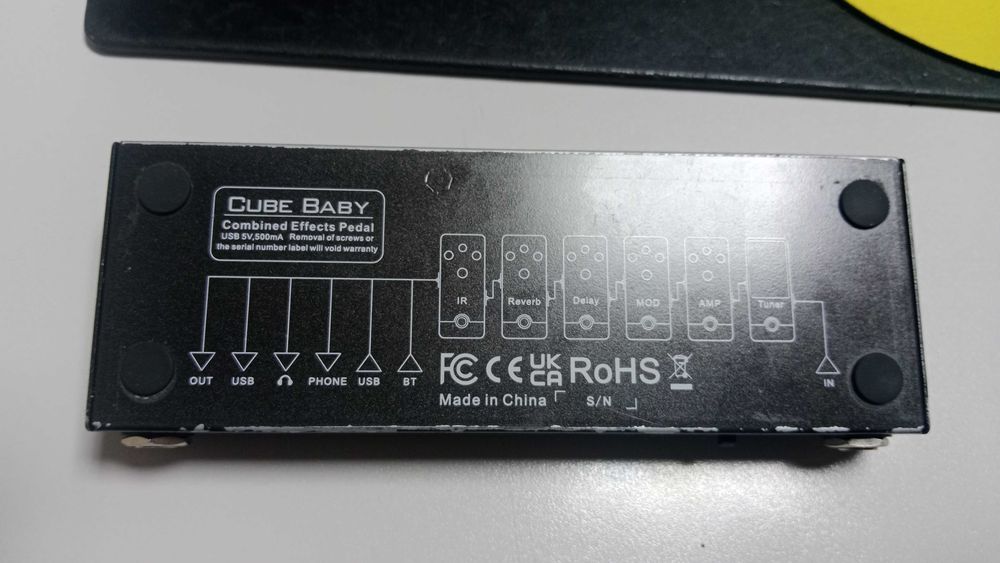 CUBE BABY
Combined Effects Pedal
USB 5V,500mA Removal of screws or
the serial number label will void warranty
IR Reverb Delay MOD AMP Tuner
OUT USB PHONE USB BT IN
FC CE UK CA RoHS
Made in China S/N